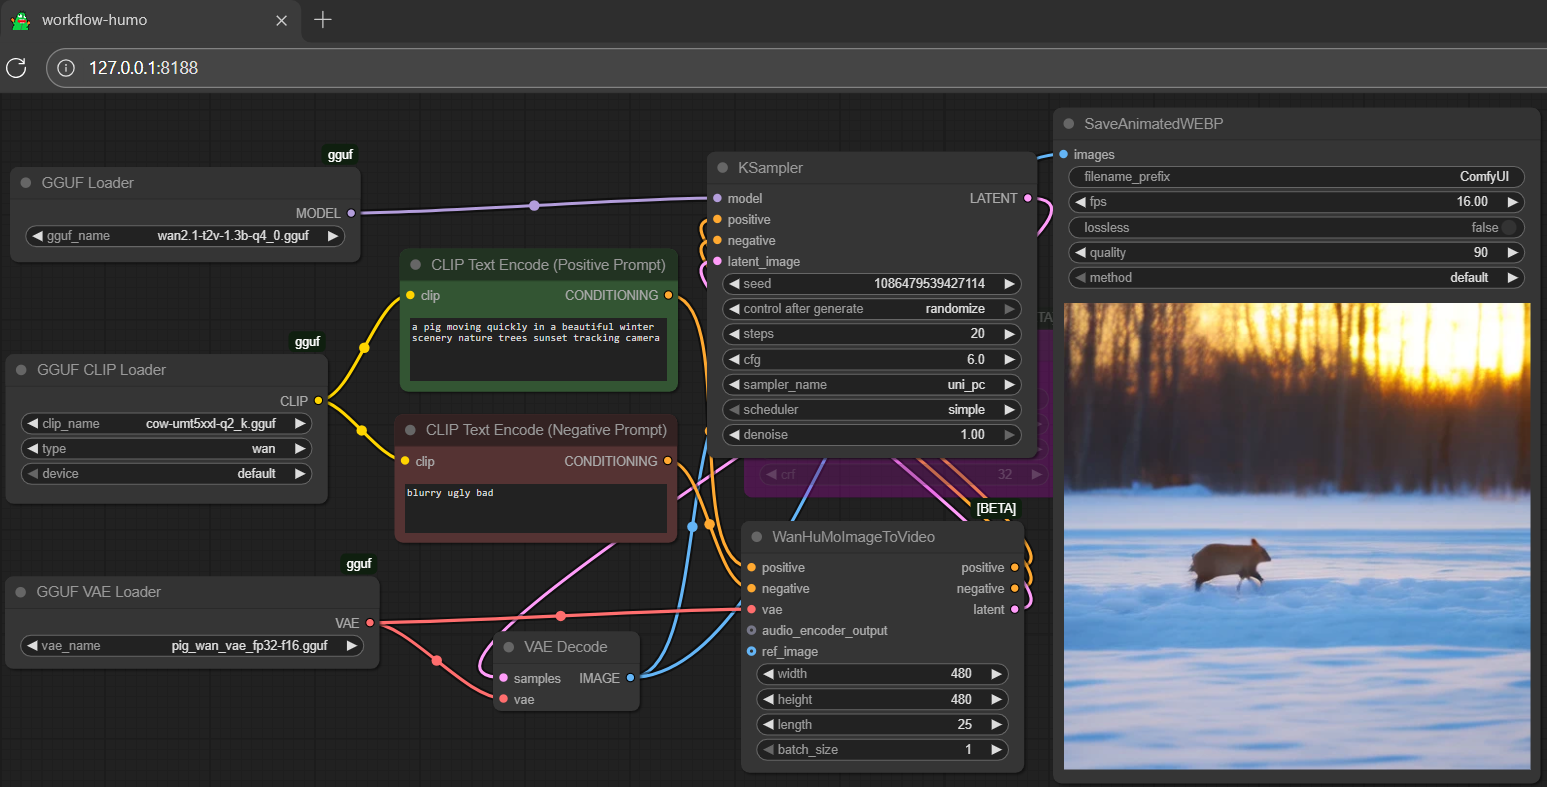 workflow-humo
127.0.0.1:8188
gguf
GGUF Loader
MODEL
gguf_name wan2.1-t2v-1.3b-q4_0.gguf
gguf
GGUF CLIP Loader
CLIP
clip_name cow-umt5xxl-q2_k.gguf
type wan
device default
gguf
GGUF VAE Loader
VAE
vae_name pig_wan_vae_fp32-f16.gguf
CLIP Text Encode (Positive Prompt)
clip CONDITIONING
a pig moving quickly in a beautiful winter
scenery nature trees sunset tracking camera
CLIP Text Encode (Negative Prompt)
clip CONDITIONING
blurry ugly bad
VAE Decode
samples IMAGE
vae
KSampler
model LATENT
positive
negative
latent_image
seed 1086479539427114
control after generate randomize
steps 20
cfg 6.0
sampler_name uni_pc
scheduler simple
denoise 1.00
TA]
crf 32
[BETA]
WanHuMoImageToVideo
positive positive
negative negative
vae latent
audio_encoder_output
ref_image
width 480
height 480
length 25
batch_size 1
SaveAnimatedWEBP
images
filename_prefix ComfyUI
fps 16.00
lossless false
quality 90
method default